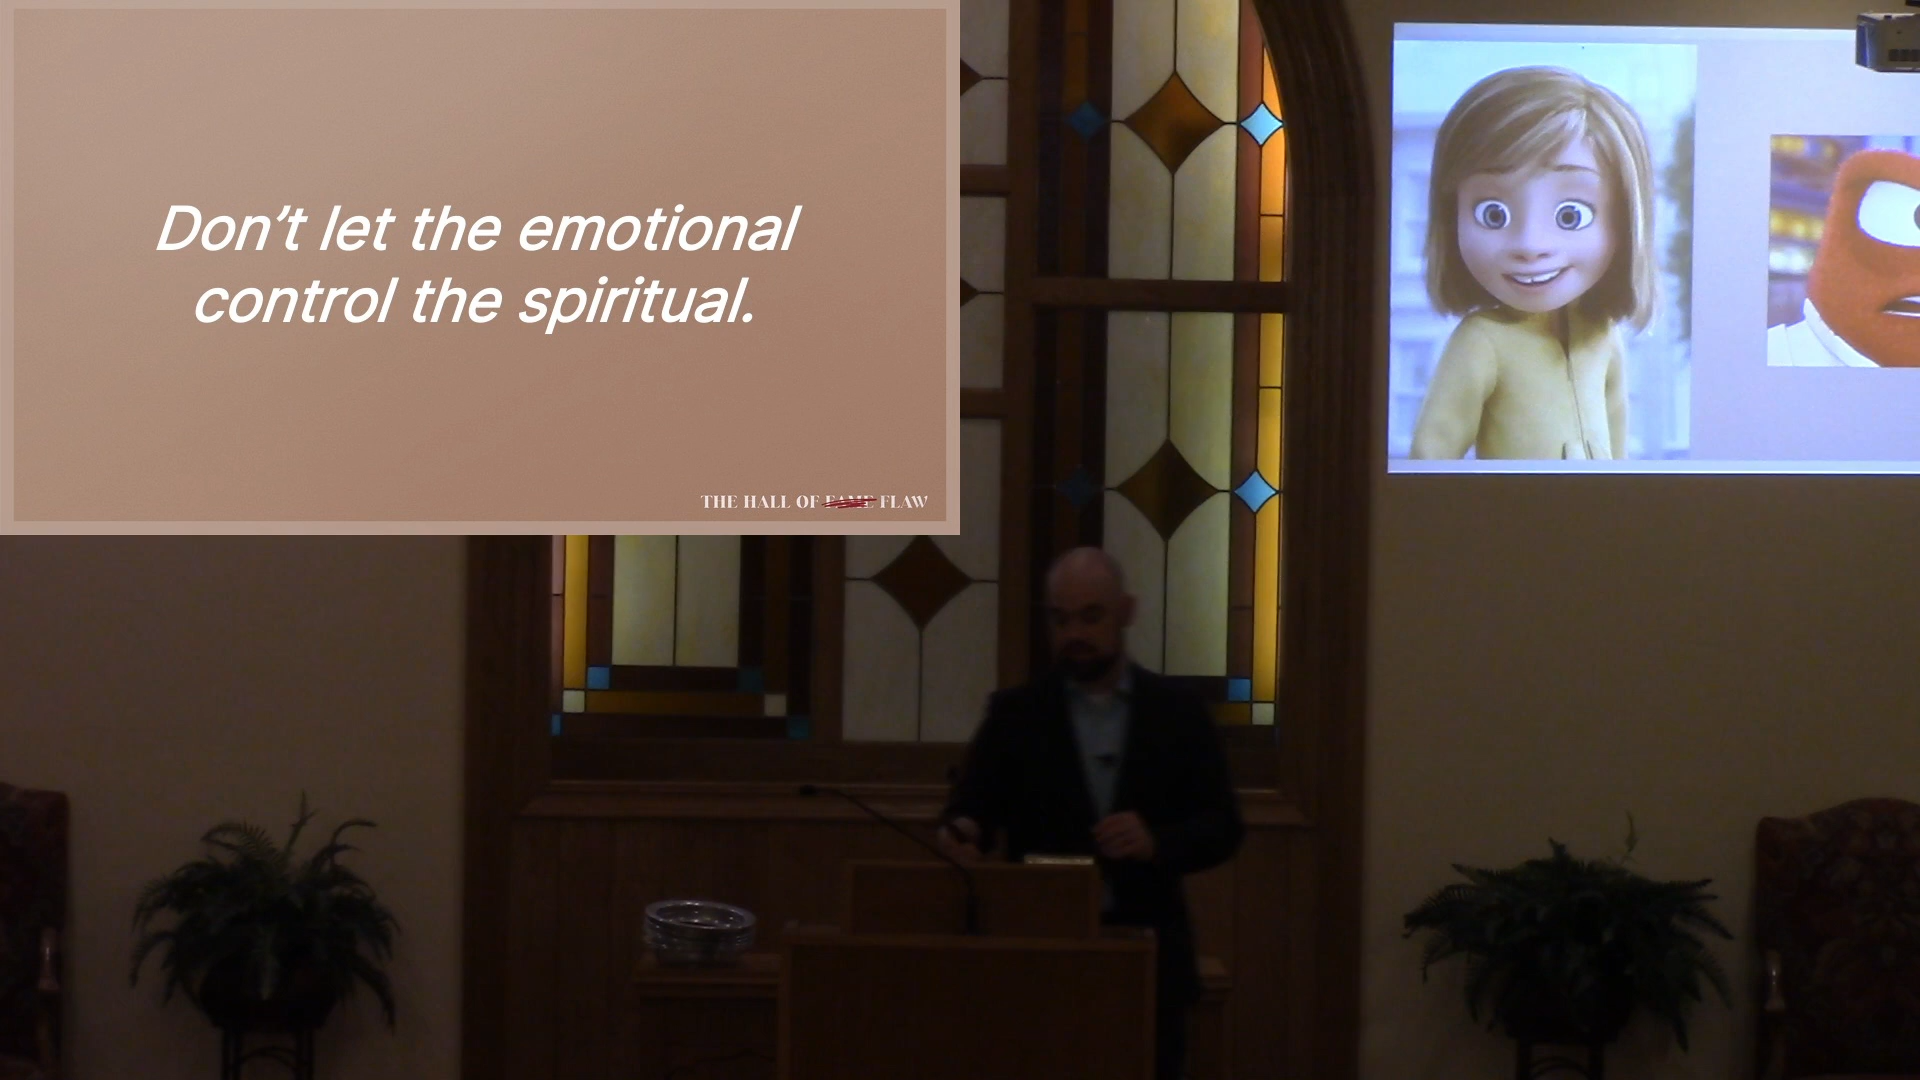 Don’t let the emotional
control the spiritual.
THE HALL OF FAME FLAW